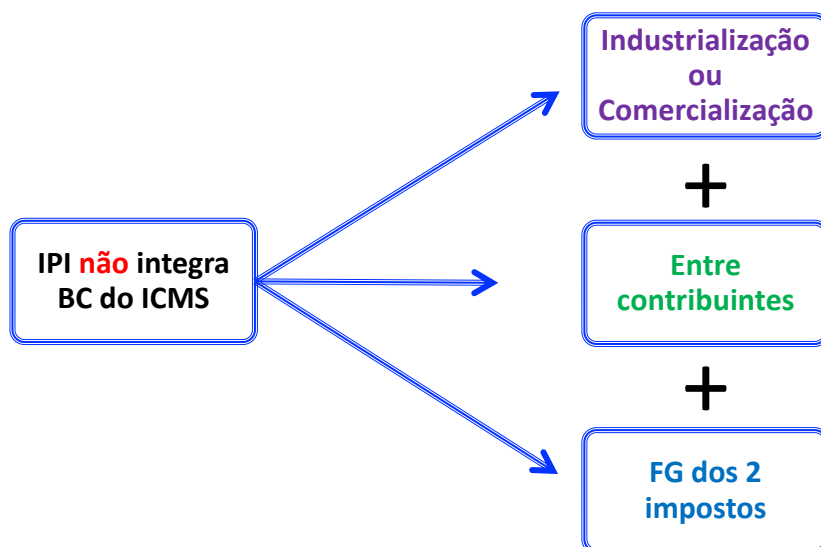 Industrialização
ou
Comercialização
+
IPI não integra
BC do ICMS
Entre
contribuintes
+
FG dos 2
impostos